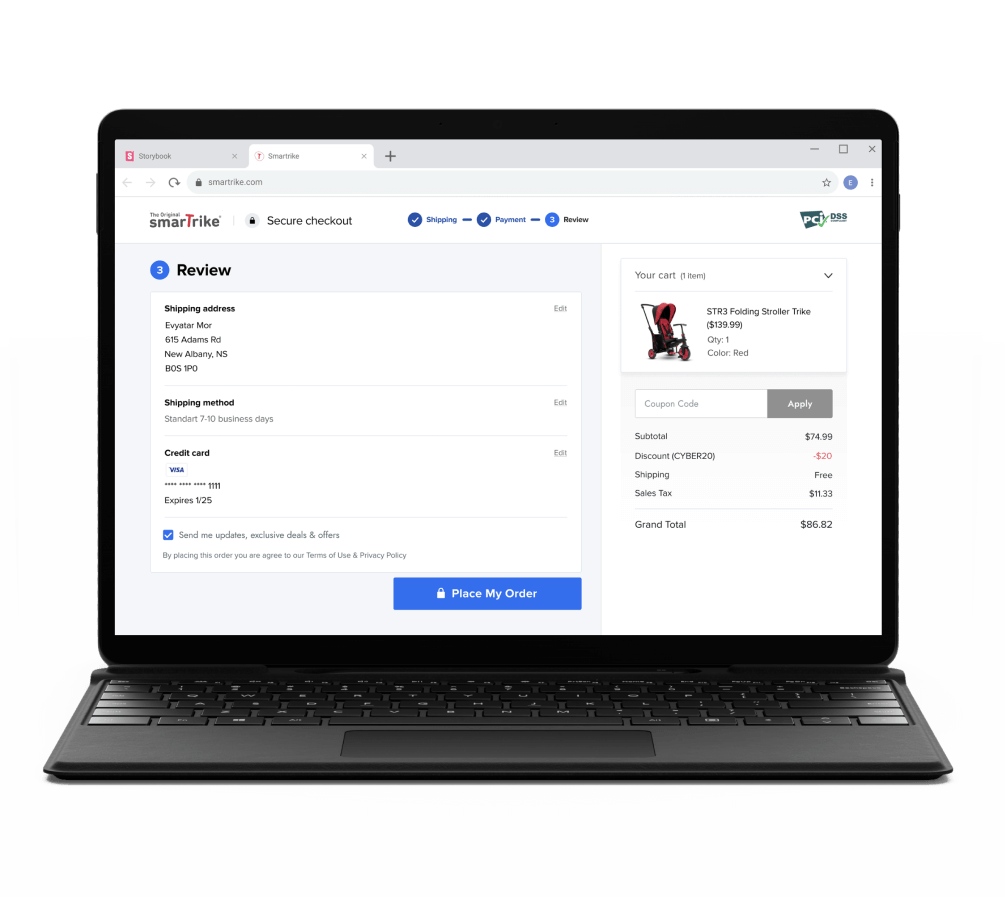 Storybook
Smartrike
smartrike.com
E
The Original
smarTrike
Secure checkout
Shipping
Payment
3 Review
PCI DSS
3 Review
Shipping address
Edit
Evyatar Mor
615 Adams Rd
New Albany, NS
B0S 1P0
Shipping method
Edit
Standart 7-10 business days
Credit card
Edit
VISA
**** **** **** 1111
Expires 1/25
Send me updates, exclusive deals & offers
By placing this order you are agree to our Terms of Use & Privacy Policy
Place My Order
Your cart (1 item)
STR3 Folding Stroller Trike
($139.99)
Qty: 1
Color: Red
Coupon Code
Apply
Subtotal $74.99
Discount (CYBER20) -$20
Shipping Free
Sales Tax $11.33
Grand Total $86.82